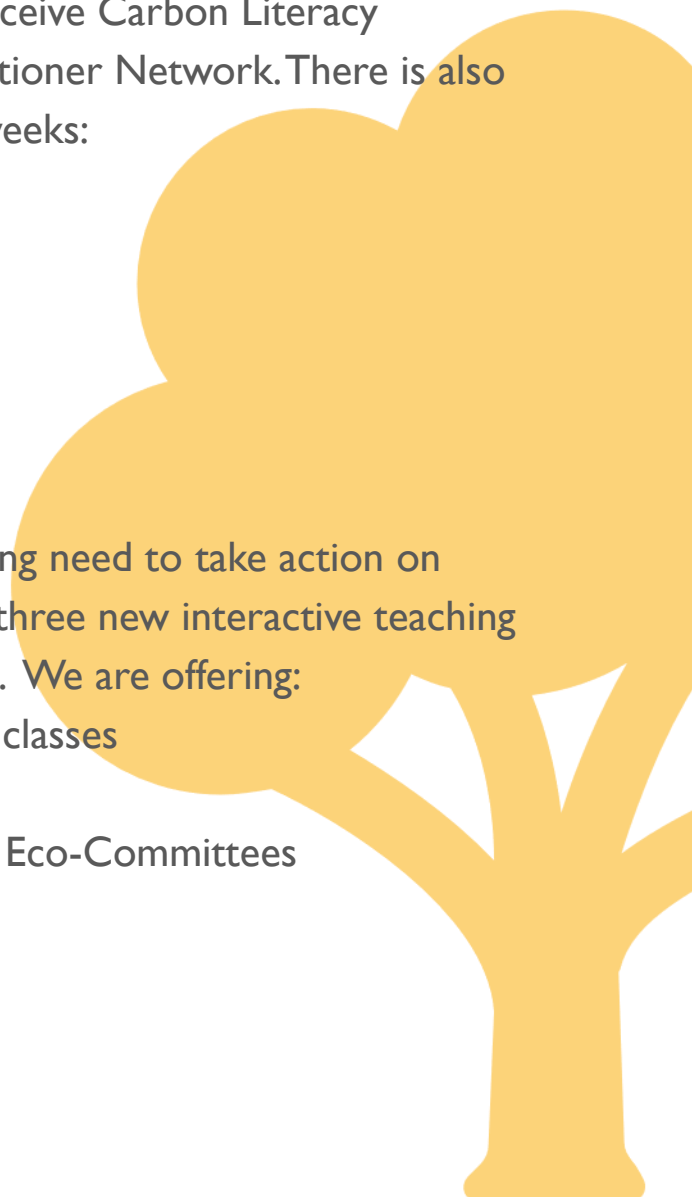 ceive Carbon Literacy
tioner Network. There is also
weeks:
ng need to take action on
three new interactive teaching
. We are offering:
classes
Eco-Committees